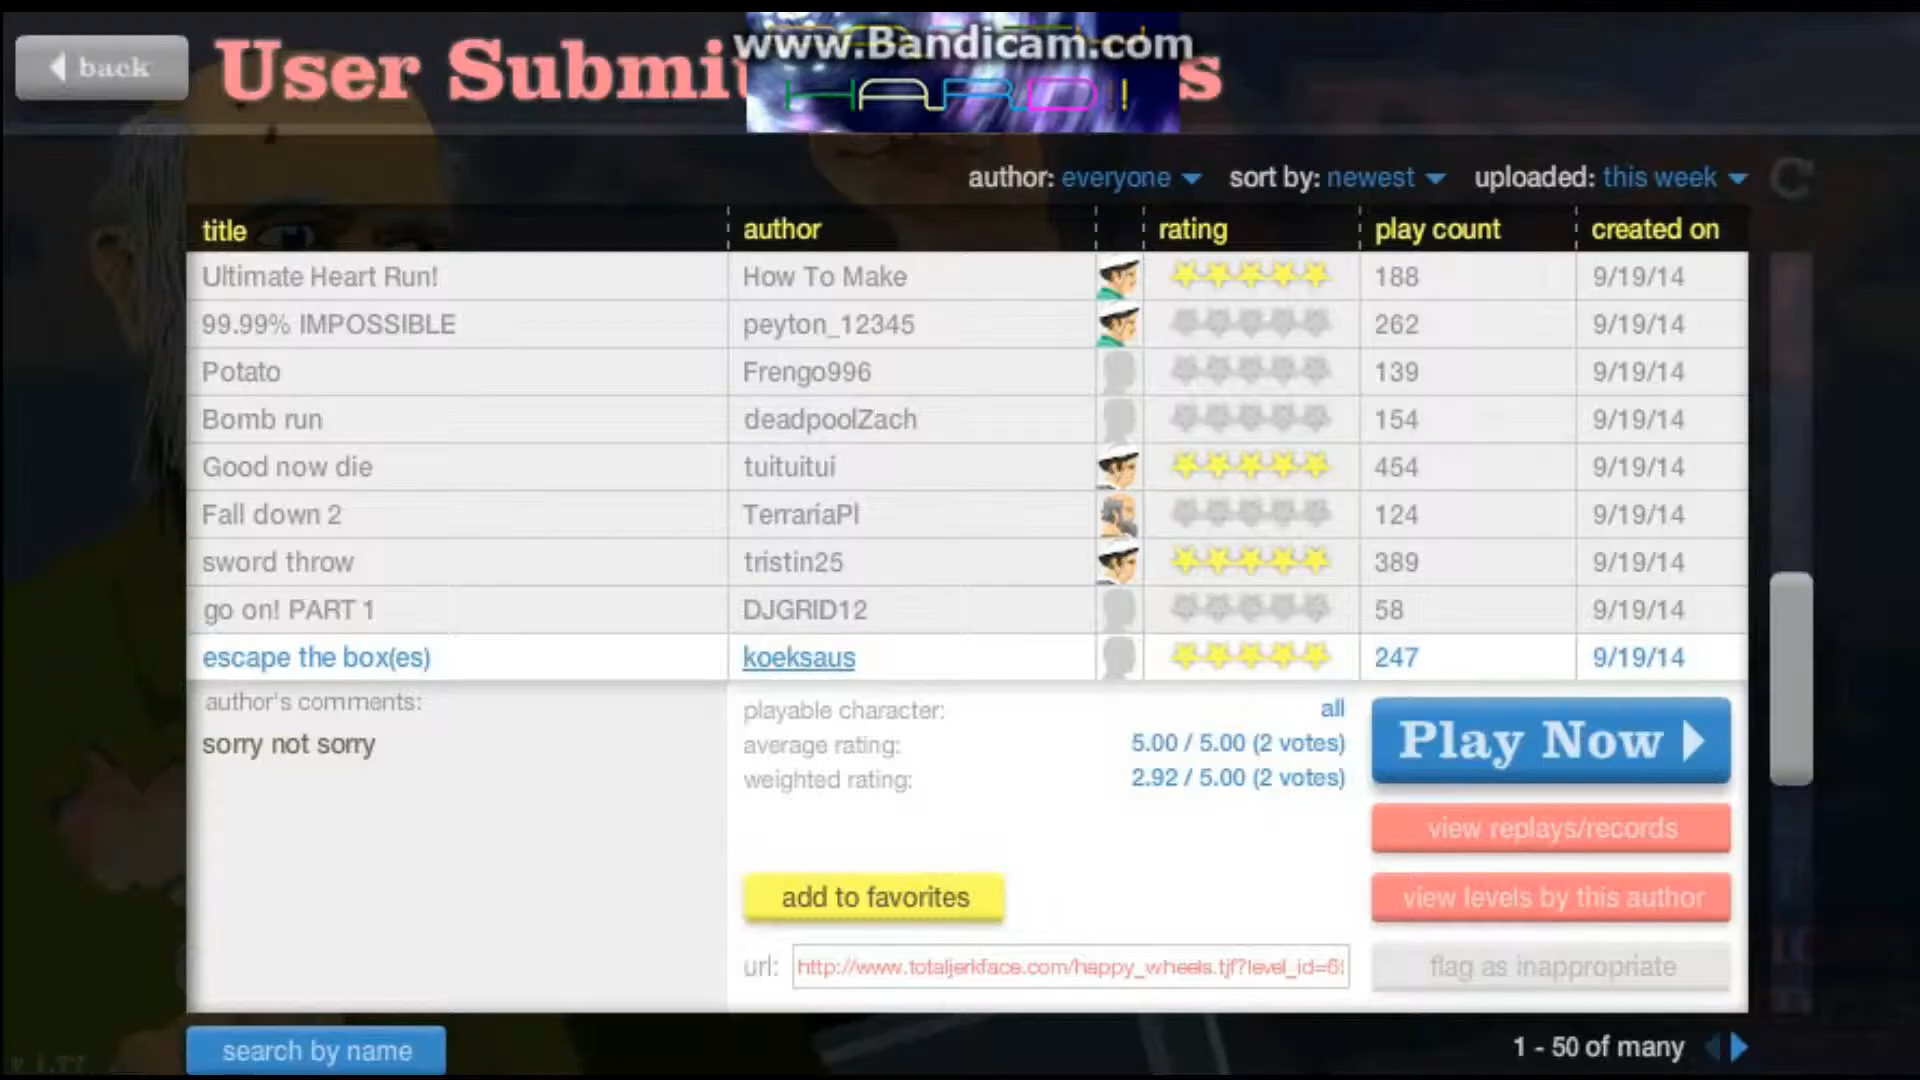 back
User Submi
s
www.Bandicam.com
HARD!
author: everyone sort by: newest uploaded: this week
title author rating play count created on
Ultimate Heart Run! How To Make 188 9/19/14
99.99% IMPOSSIBLE peyton_12345 262 9/19/14
Potato Frengo996 139 9/19/14
Bomb run deadpoolZach 154 9/19/14
Good now die tuituitui 454 9/19/14
Fall down 2 TerrariaPl 124 9/19/14
sword throw tristin25 389 9/19/14
go on! PART 1 DJGRID12 58 9/19/14
escape the box(es) koeksaus 247 9/19/14
author's comments:
sorry not sorry
playable character: all
average rating: 5.00 / 5.00 (2 votes)
weighted rating: 2.92 / 5.00 (2 votes)
Play Now
view replays/records
add to favorites
view levels by this author
url: http://www.totaljerkface.com/happy_wheels.tjf?level_id=6
flag as inappropriate
search by name
1 - 50 of many